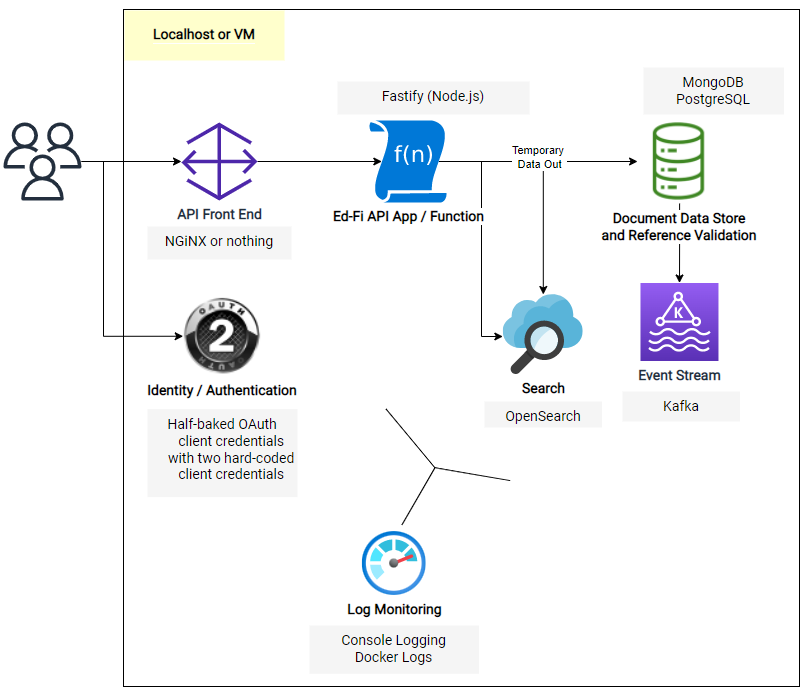 Localhost or VM
MongoDB
PostgreSQL
Fastify (Node.js)
f(n)
Temporary
Data Out
API Front End
NGiNX or nothing
Ed-Fi API App / Function
Document Data Store
and Reference Validation
OAUTH
2
OAUTH
K
Identity / Authentication
Half-baked OAuth
client credentials
with two hard-coded
client credentials
Search
OpenSearch
Event Stream
Kafka
Log Monitoring
Console Logging
Docker Logs